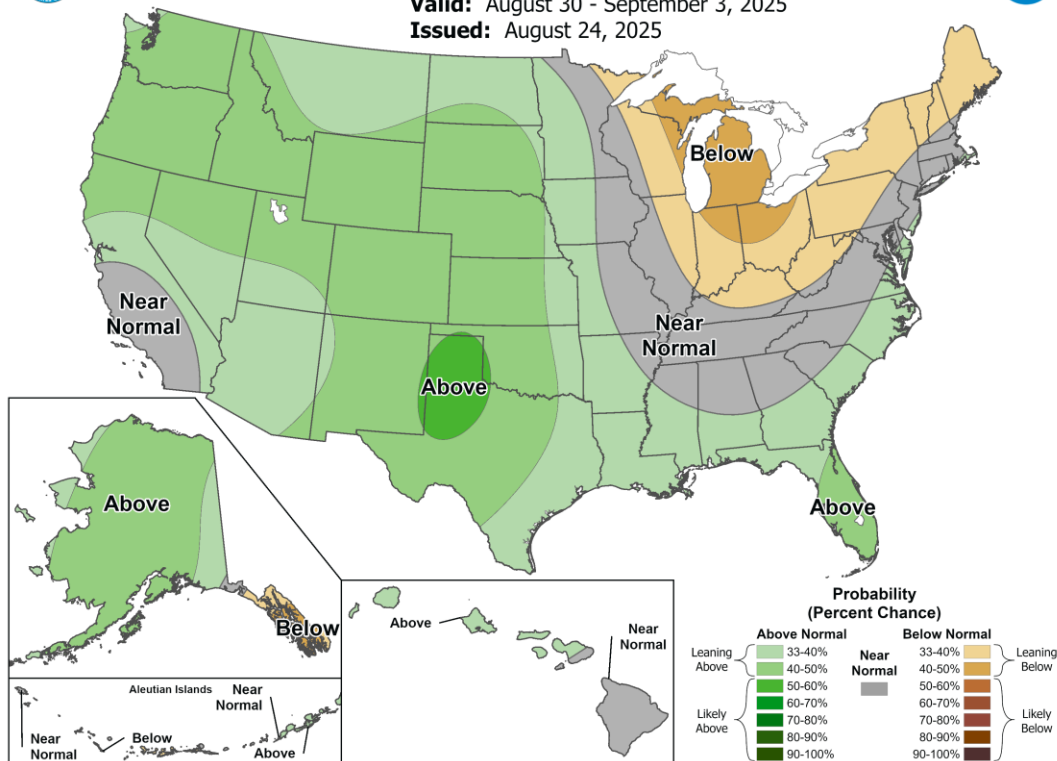 Valid: August 30 - September 3, 2025
Issued: August 24, 2025
Below
Near
Normal
Near
Normal
Above
Above
Above
Below
Above
Near
Normal
Aleutian Islands
Near
Normal
Near
Normal
Below
Above
Probability
(Percent Chance)
Above Normal
Below Normal
Leaning
Above
33-40%
40-50%
Near
Normal
33-40%
40-50%
Leaning
Below
Likely
Above
50-60%
60-70%
70-80%
80-90%
90-100%
50-60%
60-70%
70-80%
80-90%
90-100%
Likely
Below